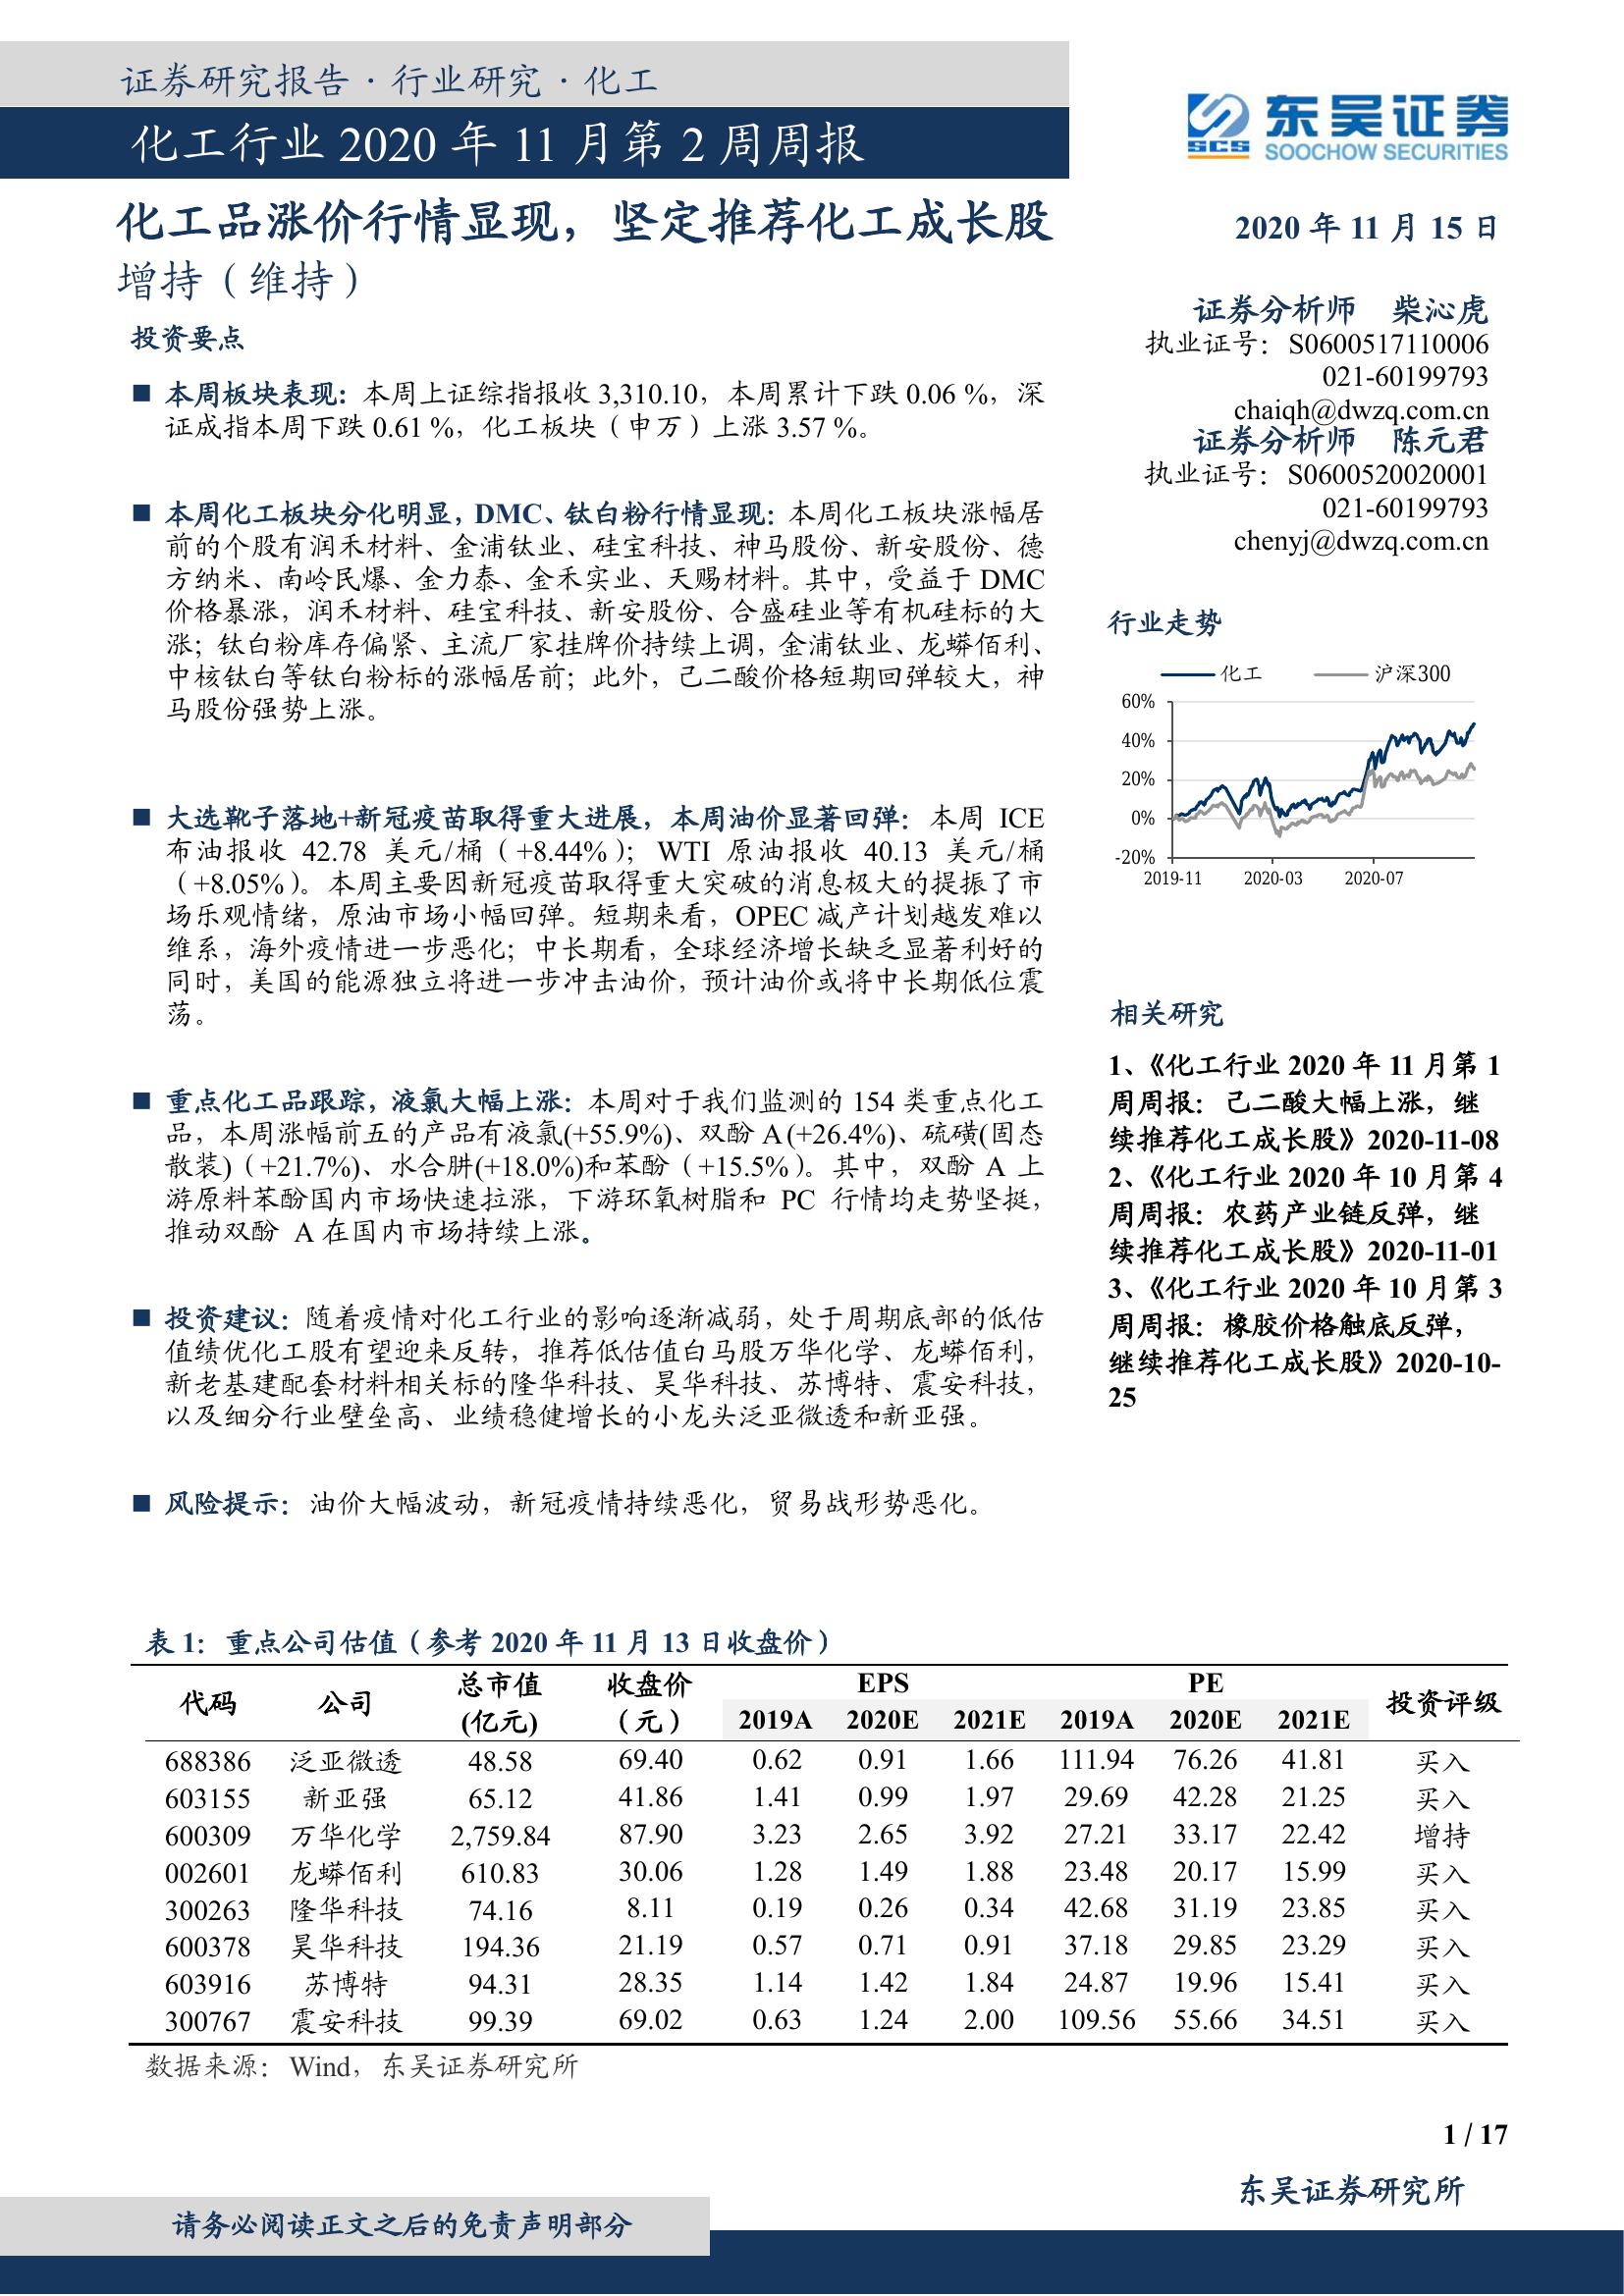 证券研究报告 · 行业研究 · 化工
化工行业 2020 年 11 月第 2 周周报
东吴证券
SCS
SOOCHOW SECURITIES
化工品涨价行情显现，坚定推荐化工成长股
增持（维持）
2020 年 11 月 15 日
投资要点
本周板块表现：本周上证综指报收 3,310.10，本周累计下跌 0.06 %，深
证成指本周下跌 0.61 %，化工板块（申万）上涨 3.57 %。
本周化工板块分化明显，DMC、钛白粉行情显现：本周化工板块涨幅居
前的个股有润禾材料、金浦钛业、硅宝科技、神马股份、新安股份、德
方纳米、南岭民爆、金力泰、金禾实业、天赐材料。其中，受益于 DMC
价格暴涨，润禾材料、硅宝科技、新安股份、合盛硅业等有机硅标的大
涨；钛白粉库存偏紧、主流厂家挂牌价持续上调，金浦钛业、龙蟒佰利、
中核钛白等钛白粉标的涨幅居前；此外，己二酸价格短期回弹较大，神
马股份强势上涨。
大选靴子落地+新冠疫苗取得重大进展，本周油价显著回弹：本周 ICE
布油报收 42.78 美元/桶（+8.44%）； WTI 原油报收 40.13 美元/桶
（+8.05%）。本周主要因新冠疫苗取得重大突破的消息极大的提振了市
场乐观情绪，原油市场小幅回弹。短期来看，OPEC 减产计划越发难以
维系，海外疫情进一步恶化；中长期看，全球经济增长缺乏显著利好的
同时，美国的能源独立将进一步冲击油价，预计油价或将中长期低位震
荡。
重点化工品跟踪，液氯大幅上涨：本周对于我们监测的 154 类重点化工
品，本周涨幅前五的产品有液氯(+55.9%)、双酚 A(+26.4%)、硫磺(固态
散装)（+21.7%)、水合肼(+18.0%)和苯酚（+15.5%）。其中，双酚 A 上
游原料苯酚国内市场快速拉涨，下游环氧树脂和 PC 行情均走势坚挺，
推动双酚 A 在国内市场持续上涨。
投资建议：随着疫情对化工行业的影响逐渐减弱，处于周期底部的低估
值绩优化工股有望迎来反转，推荐低估值白马股万华化学、龙蟒佰利，
新老基建配套材料相关标的隆华科技、昊华科技、苏博特、震安科技，
以及细分行业壁垒高、业绩稳健增长的小龙头泛亚微透和新亚强。
风险提示：油价大幅波动，新冠疫情持续恶化，贸易战形势恶化。
证券分析师 柴沁虎
执业证号：S0600517110006
021-60199793
chaiqh@dwzq.com.cn
证券分析师 陈元君
执业证号：S0600520020001
021-60199793
chenyj@dwzq.com.cn
行业走势
化工 沪深300
60%
40%
20%
0%
-20%
2019-11 2020-03 2020-07
相关研究
1、《化工行业 2020 年 11 月第 1
周周报：己二酸大幅上涨，继
续推荐化工成长股》2020-11-08
2、《化工行业 2020 年 10 月第 4
周周报：农药产业链反弹，继
续推荐化工成长股》2020-11-01
3、《化工行业 2020 年 10 月第 3
周周报：橡胶价格触底反弹，
继续推荐化工成长股》2020-10-
25
表 1：重点公司估值（参考 2020 年 11 月 13 日收盘价）
代码 公司 总市值 (亿元) 收盘价 （元） EPS PE 投资评级
2019A 2020E 2021E 2019A 2020E 2021E
688386 泛亚微透 48.58 69.40 0.62 0.91 1.66 111.94 76.26 41.81 买入
603155 新亚强 65.12 41.86 1.41 0.99 1.97 29.69 42.28 21.25 买入
600309 万华化学 2,759.84 87.90 3.23 2.65 3.92 27.21 33.17 22.42 增持
002601 龙蟒佰利 610.83 30.06 1.28 1.49 1.88 23.48 20.17 15.99 买入
300263 隆华科技 74.16 8.11 0.19 0.26 0.34 42.68 31.19 23.85 买入
600378 昊华科技 194.36 21.19 0.57 0.71 0.91 37.18 29.85 23.29 买入
603916 苏博特 94.31 28.35 1.14 1.42 1.84 24.87 19.96 15.41 买入
300767 震安科技 99.39 69.02 0.63 1.24 2.00 109.56 55.66 34.51 买入
数据来源：Wind，东吴证券研究所
1 / 17
东吴证券研究所
请务必阅读正文之后的免责声明部分